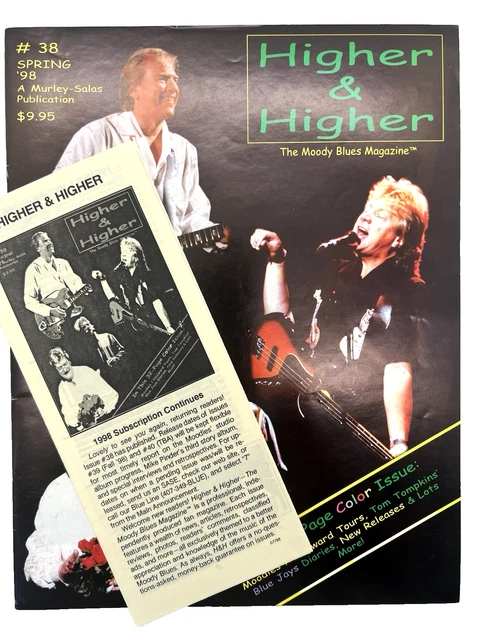 # 38
SPRING
'98
A Murley-Salas
Publication
$9.95
Higher
&
Higher
The Moody Blues Magazine™
HIGHER & HIGHER
Higher
&
Higher
1998 Subscription Continues
Lovely to see you again, returning readers!
Issue #38 has published. Release dates of Issues
#39 (Fall '98) and #40 (TBA) will be kept flexible
for most timely report on the Moodies' studio
album progress, Mike Pinder's third story album,
and special interviews and retrospectives. For up-
dates on when a pending issue was/will be re-
leased, send us an SASE, check our web site, or
call our Blue Line (407-349-BLUE), and select "7"
from the Main Announcement.
Welcome new readers! Higher & Higher—The
Moody Blues Magazine™ is a professional, inde-
pendently produced fan magazine. Each issue
features a wealth of news, articles, retrospectives,
reviews, photos, readers' comments, classified
ads, and more—all exclusively themed to a better
appreciation and knowledge of the music of the
Moody Blues. As always, H&H offers a no-ques-
tions-asked, money-back guarantee on issues.
Page Color Issue:
Tours, Tom Tompkins'
Blue Jays Diaries, New Releases & Lots
More!